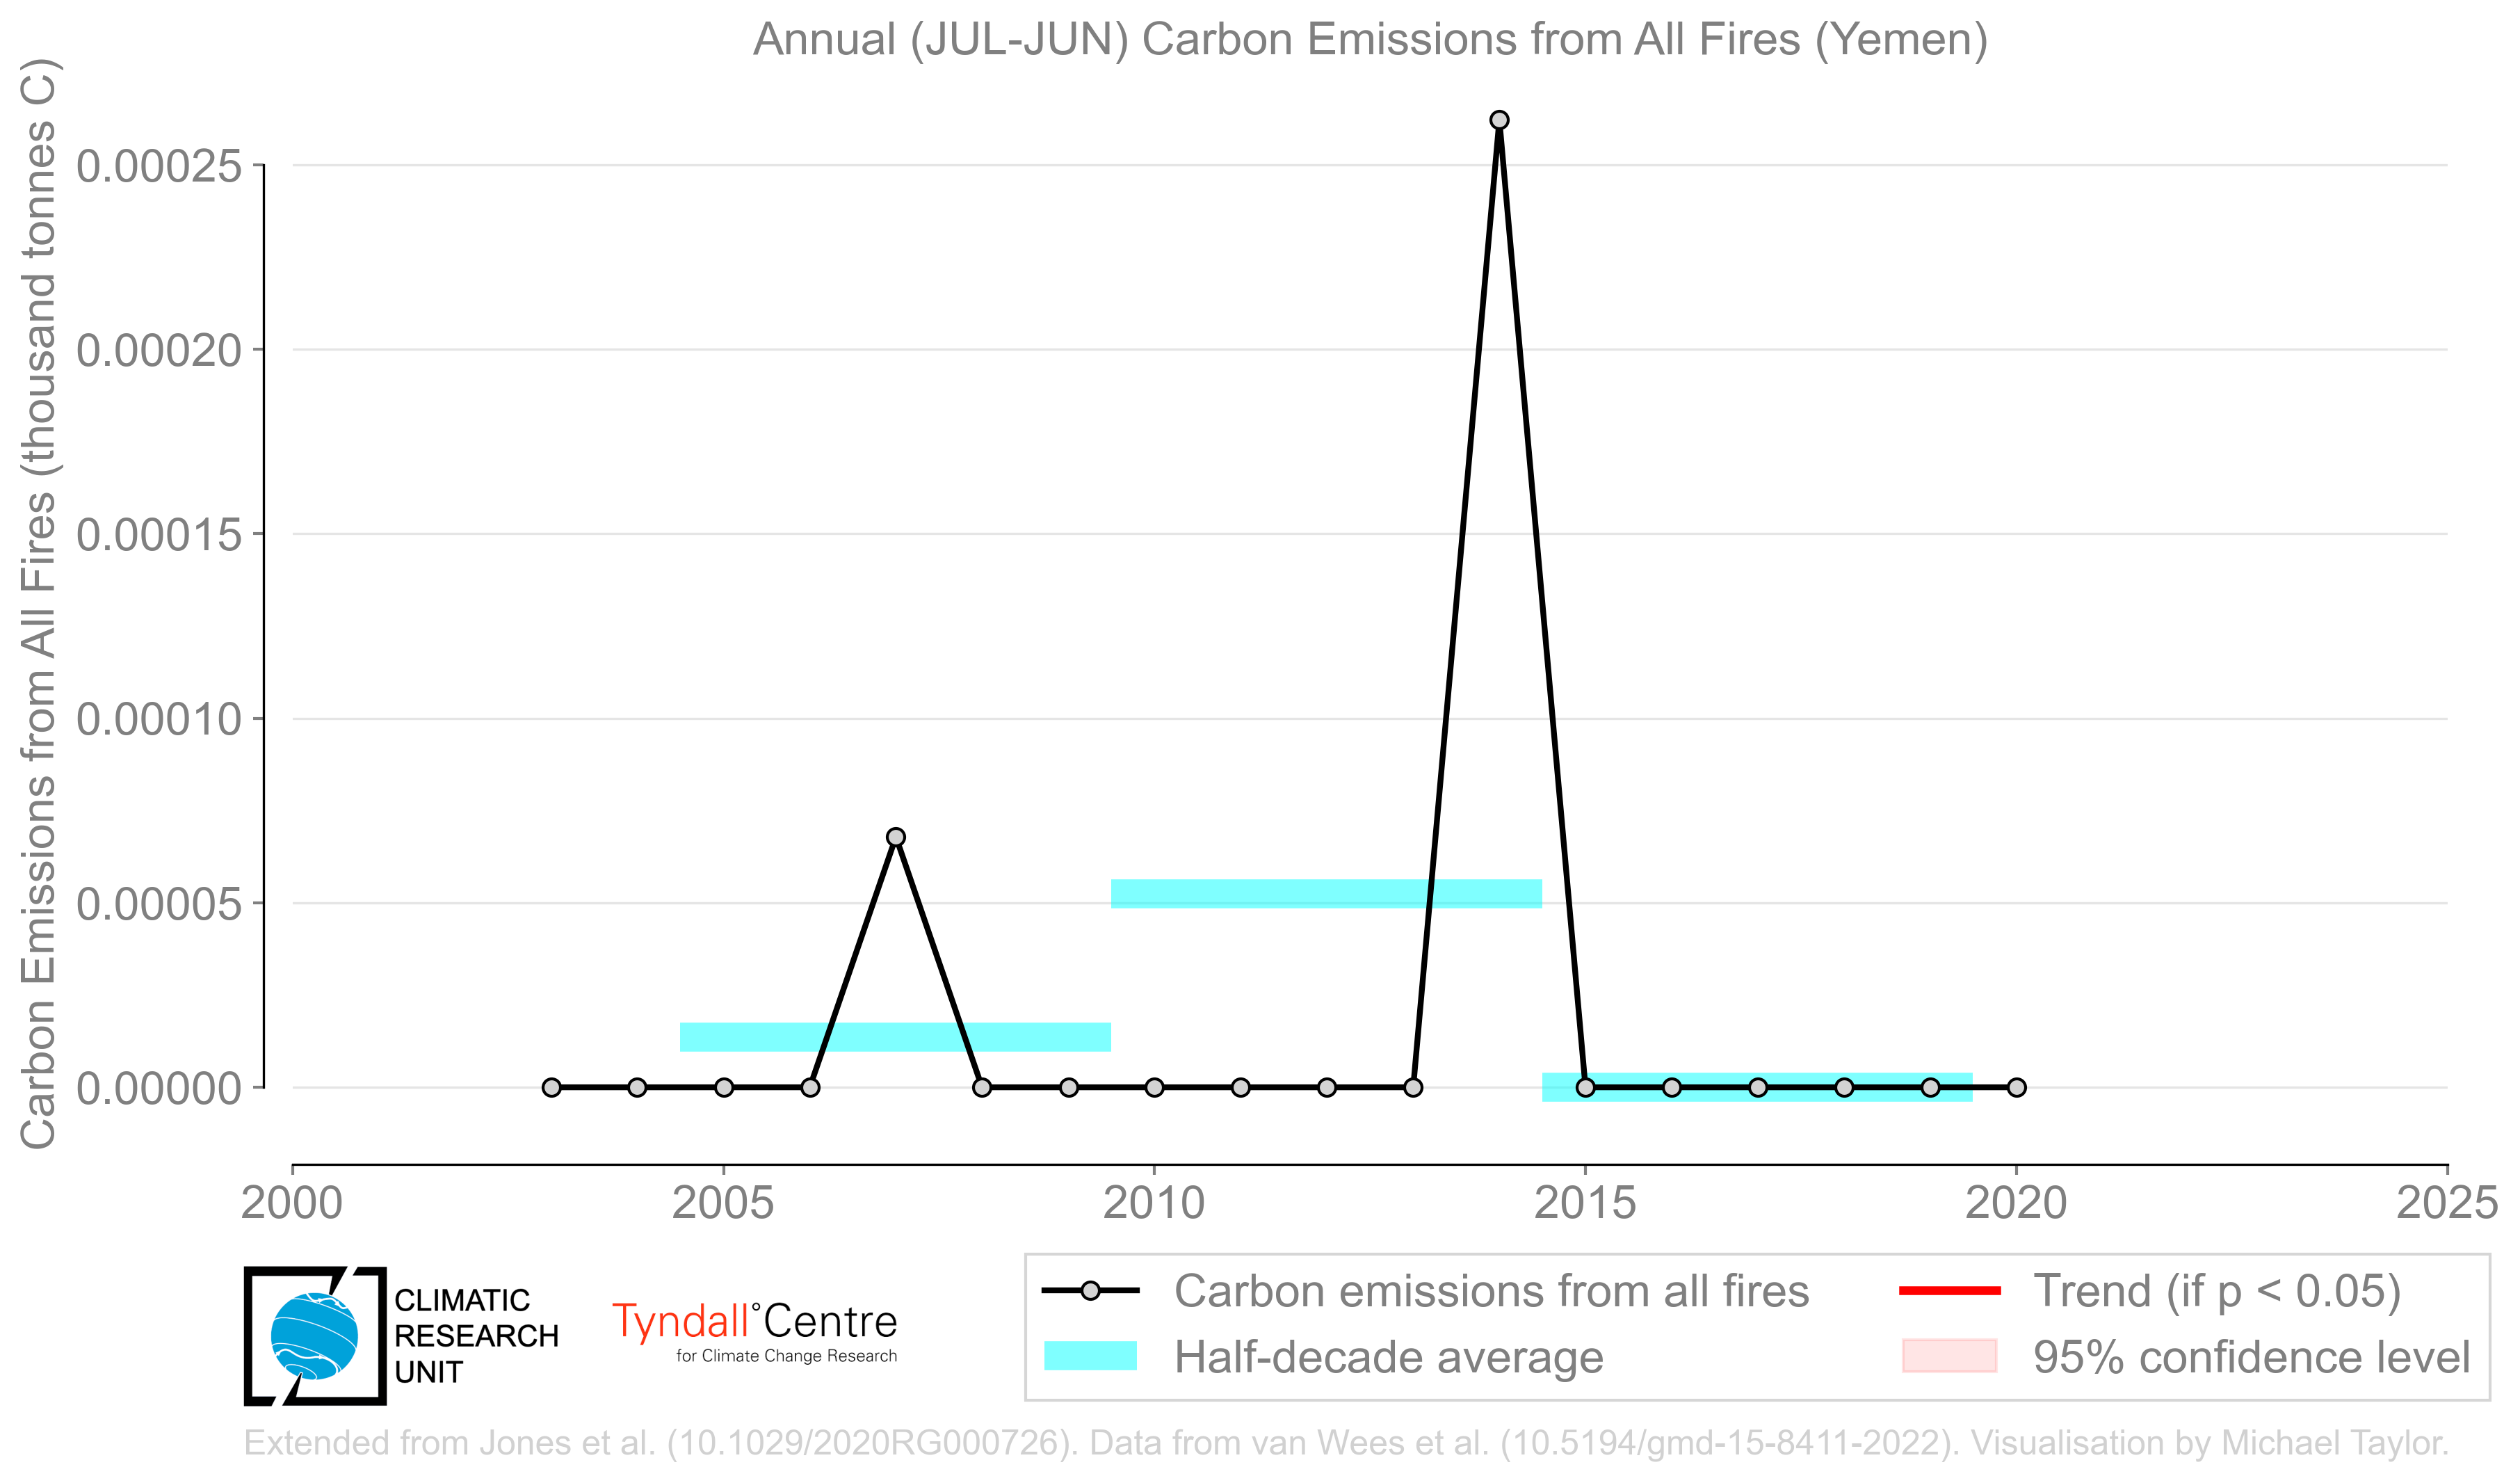 Annual (JUL-JUN) Carbon Emissions from All Fires (Yemen)
Carbon Emissions from All Fires (thousand tonnes C)
0.00025
0.00020
0.00015
0.00010
0.00005
0.00000
2000 2005 2010 2015 2020 2025
CLIMATIC
RESEARCH
UNIT
Tyndall°Centre
for Climate Change Research
Carbon emissions from all fires
Half-decade average
Trend (if p < 0.05)
95% confidence level
Extended from Jones et al. (10.1029/2020RG000726). Data from van Wees et al. (10.5194/gmd-15-8411-2022). Visualisation by Michael Taylor.